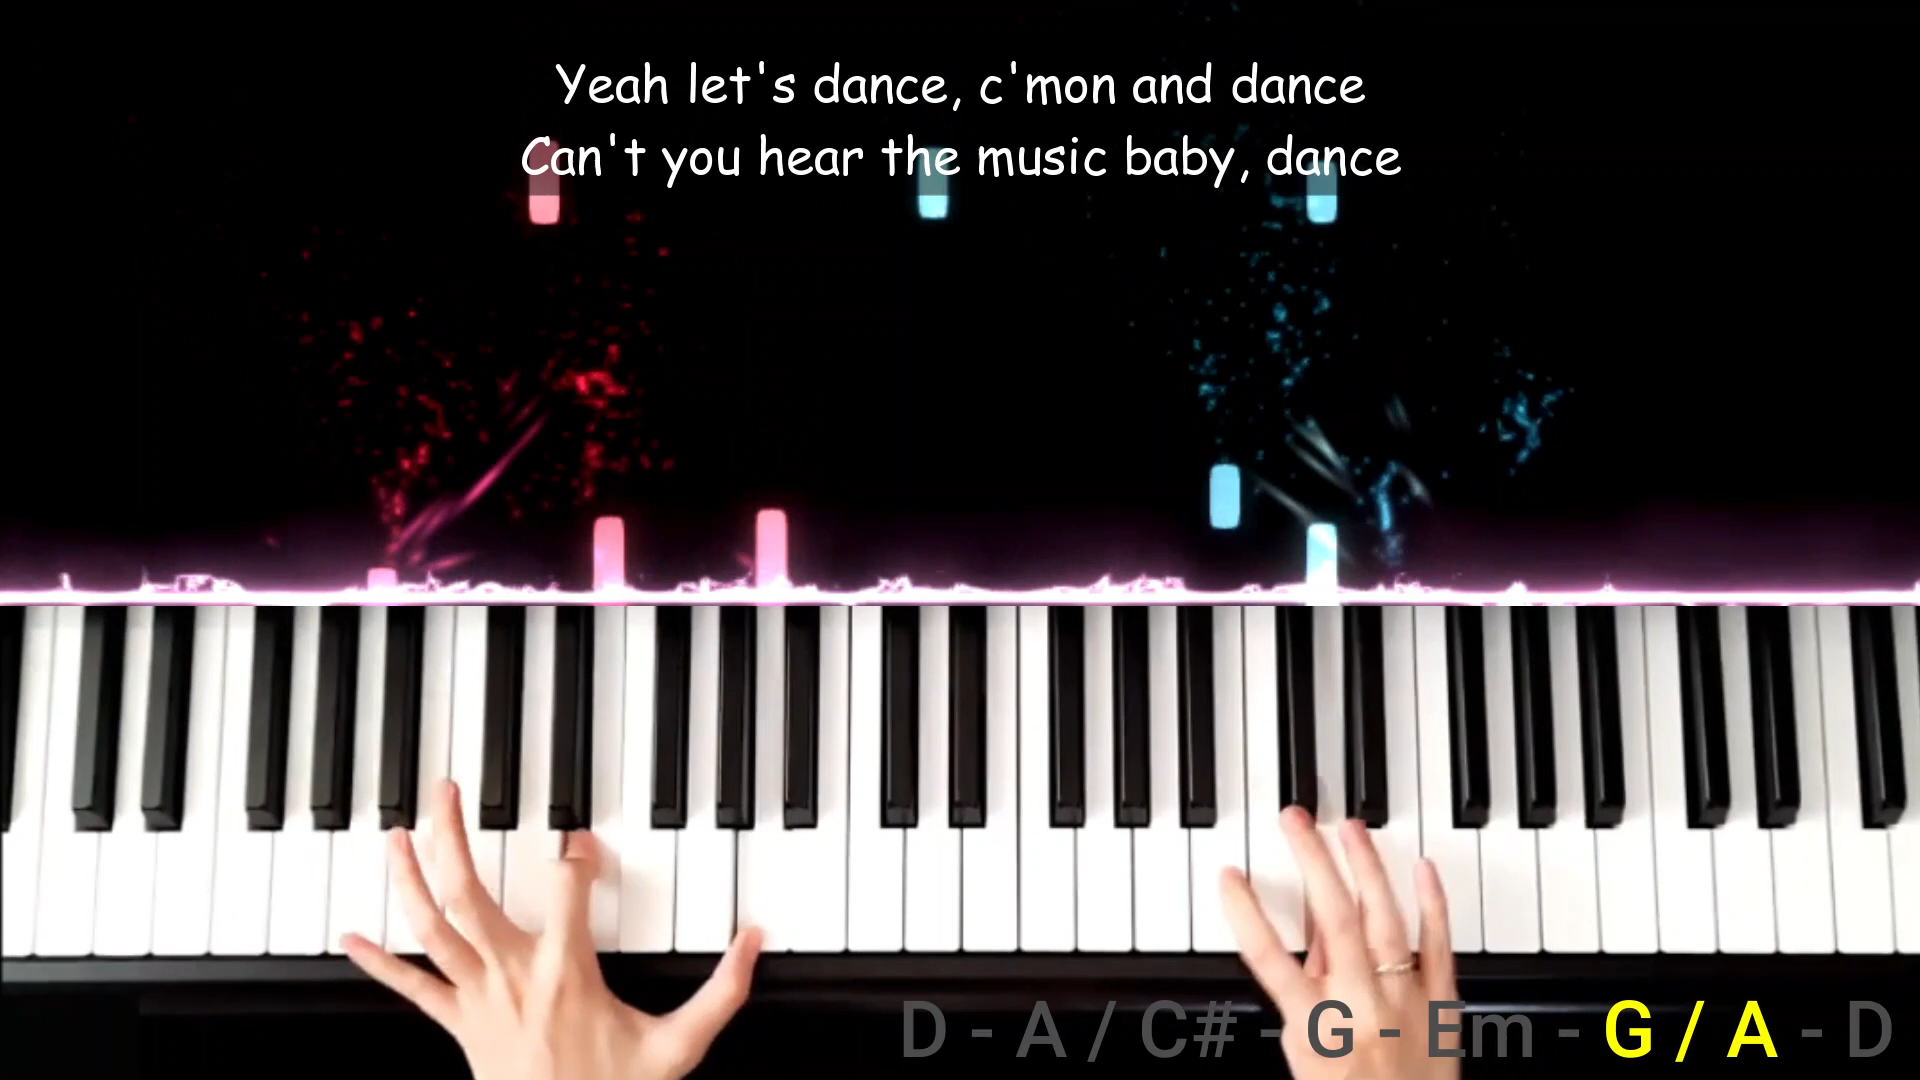 Yeah let's dance, c'mon and dance
Can't you hear the music baby, dance
D - A / C# - G - Em - G / A - D